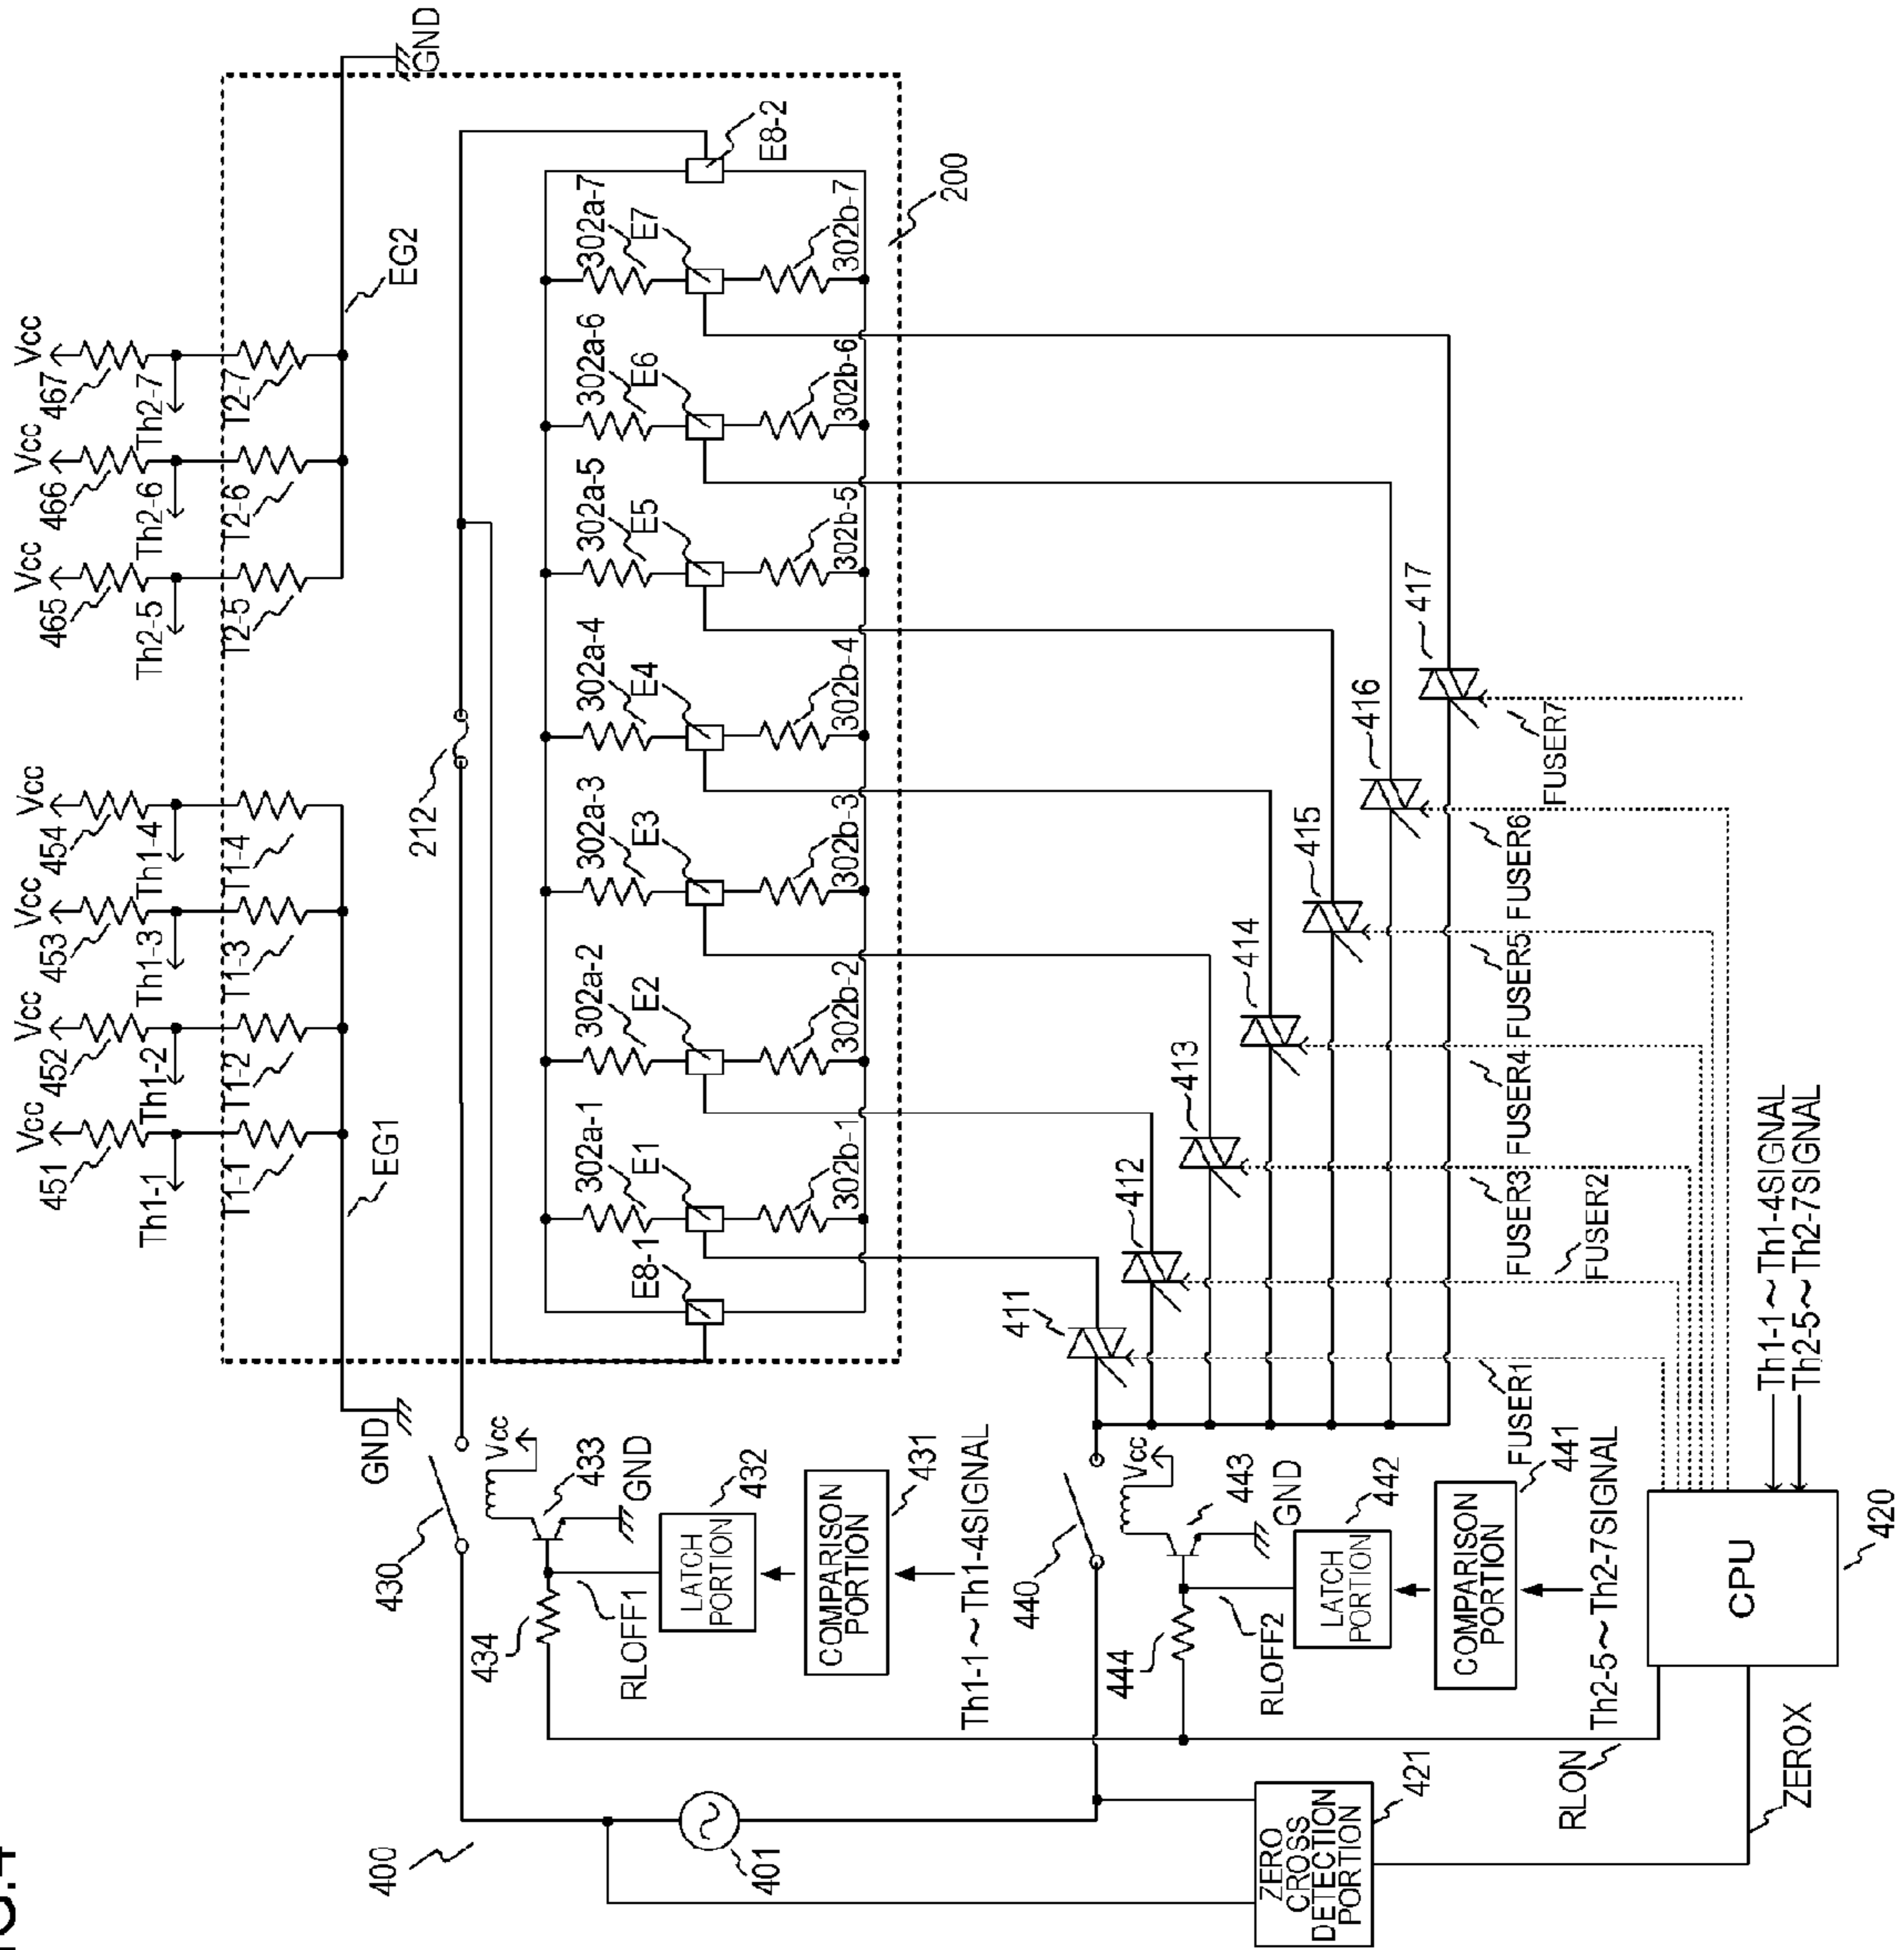 FIG.4
451
Vcc
452
Vcc
453
Vcc
454
Vcc
465
Vcc
466
Vcc
467
Vcc
Th1-1
Th1-2
Th1-3
Th1-4
Th2-5
Th2-6
Th2-7
T1-1
T1-2
T1-3
T1-4
T2-5
T2-6
T2-7
EG1
EG2
GND
GND
212
430
Vcc
433
GND
434
RLOFF1
LATCH PORTION
432
COMPARISON PORTION
431
Th1-1～Th1-4SIGNAL
E8-1
302a-1
E1
302b-1
302a-2
E2
302b-2
302a-3
E3
302b-3
302a-4
E4
302b-4
302a-5
E5
302b-5
302a-6
E6
302b-6
302a-7
E7
302b-7
E8-2
200
400
401
440
Vcc
443
GND
444
RLOFF2
LATCH PORTION
442
COMPARISON PORTION
441
Th2-5～Th2-7SIGNAL
411
412
413
414
415
416
417
FUSER1
FUSER2
FUSER3
FUSER4
FUSER5
FUSER6
FUSER7
ZERO CROSS DETECTION PORTION
421
RLON
ZEROX
CPU
420
Th1-1～Th1-4SIGNAL
Th2-5～Th2-7SIGNAL